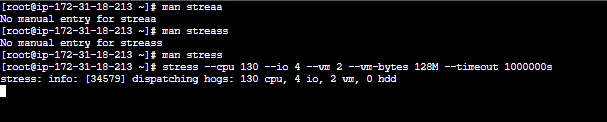 [root@ip-172-31-18-213 ~]# man streaa
No manual entry for streaa
[root@ip-172-31-18-213 ~]# man streass
No manual entry for streass
[root@ip-172-31-18-213 ~]# man stress
[root@ip-172-31-18-213 ~]# stress --cpu 130 --io 4 --vm 2 --vm-bytes 128M --timeout 1000000s
stress: info: [34579] dispatching hogs: 130 cpu, 4 io, 2 vm, 0 hdd